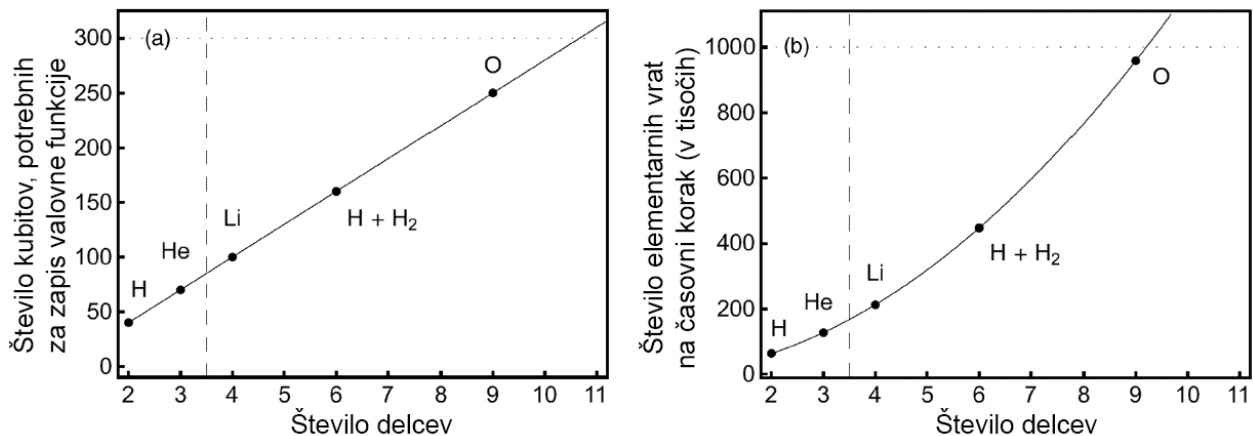 (a)
Število kubitov, potrebnih
za zapis valovne funkcije
300
250
200
150
100
50
0
H
He
Li
H + H₂
O
2 3 4 5 6 7 8 9 10 11
Število delcev
(b)
Število elementarnih vrat
na časovni korak (v tisočih)
1000
800
600
400
200
0
H
He
Li
H + H₂
O
2 3 4 5 6 7 8 9 10 11
Število delcev